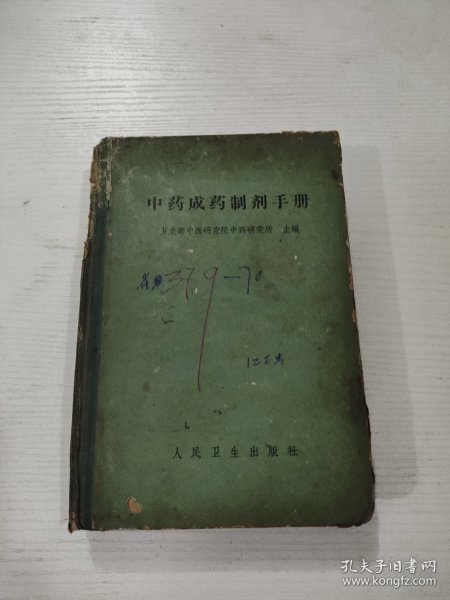 中药成药制剂手册
卫生部中医研究院中药研究所 主编
379—70
人民卫生出版社
孔夫子旧书网
www.kongfz.com